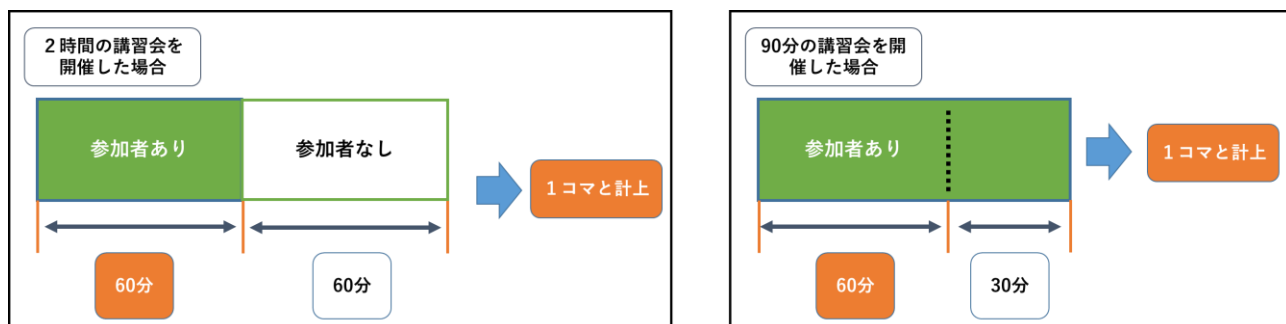 ２時間の講習会を
開催した場合
参加者あり
参加者なし
１コマと計上
60分
60分
90分の講習会を開
催した場合
参加者あり
１コマと計上
60分
30分